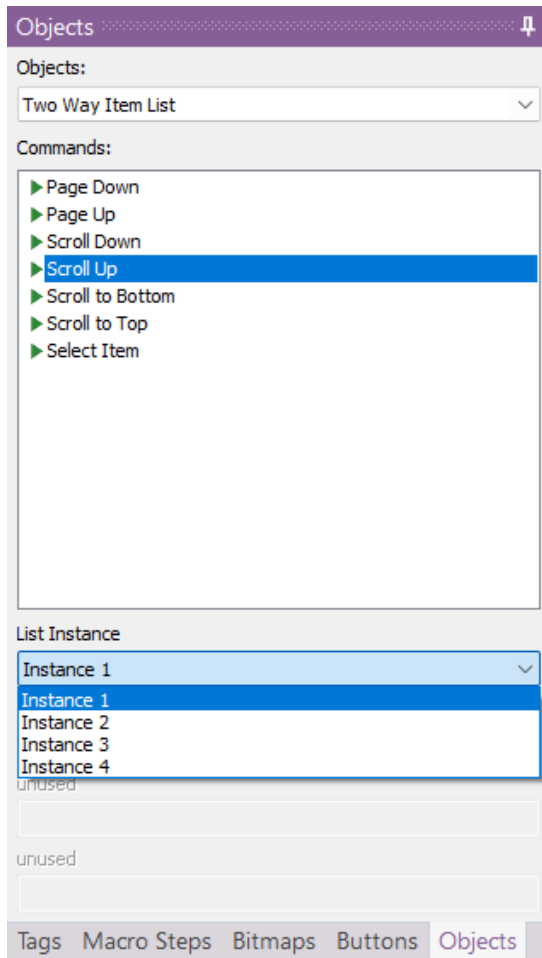 Objects
Objects:
Two Way Item List
Commands:
Page Down
Page Up
Scroll Down
Scroll Up
Scroll to Bottom
Scroll to Top
Select Item
List Instance
Instance 1
Instance 1
Instance 2
Instance 3
Instance 4
unused
unused
Tags Macro Steps Bitmaps Buttons Objects